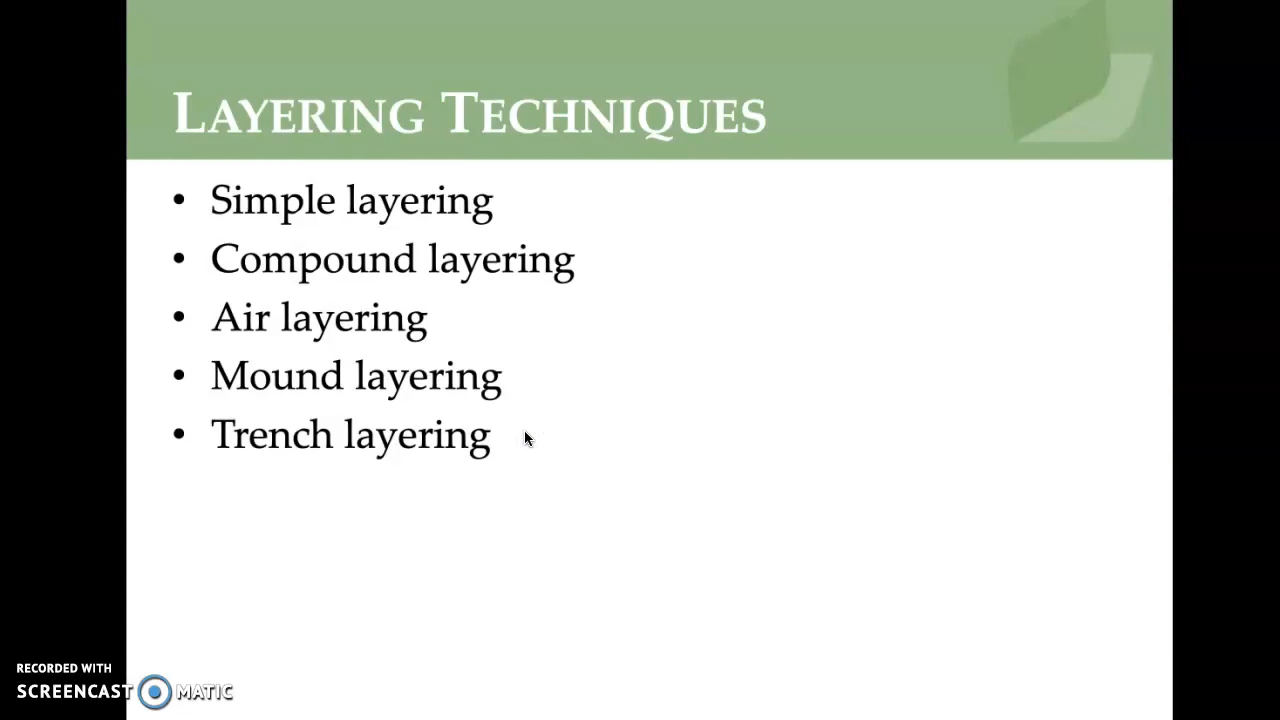 LAYERING TECHNIQUES
• Simple layering
• Compound layering
• Air layering
• Mound layering
• Trench layering
RECORDED WITH
SCREENCAST MATIC